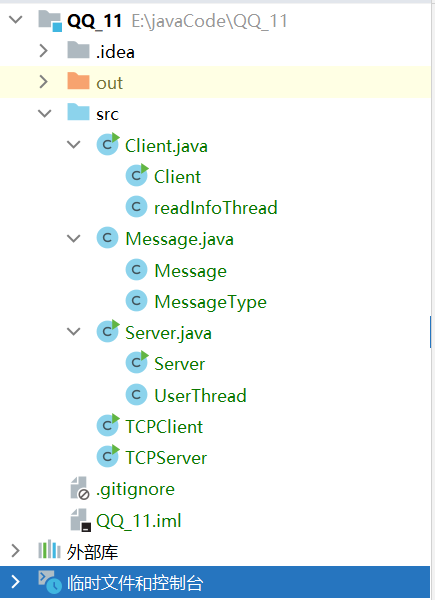 QQ_11 E:\javaCode\QQ_11
.idea
out
src
Client.java
Client
readInfoThread
Message.java
Message
MessageType
Server.java
Server
UserThread
TCPClient
TCPServer
.gitignore
QQ_11.iml
外部库
临时文件和控制台